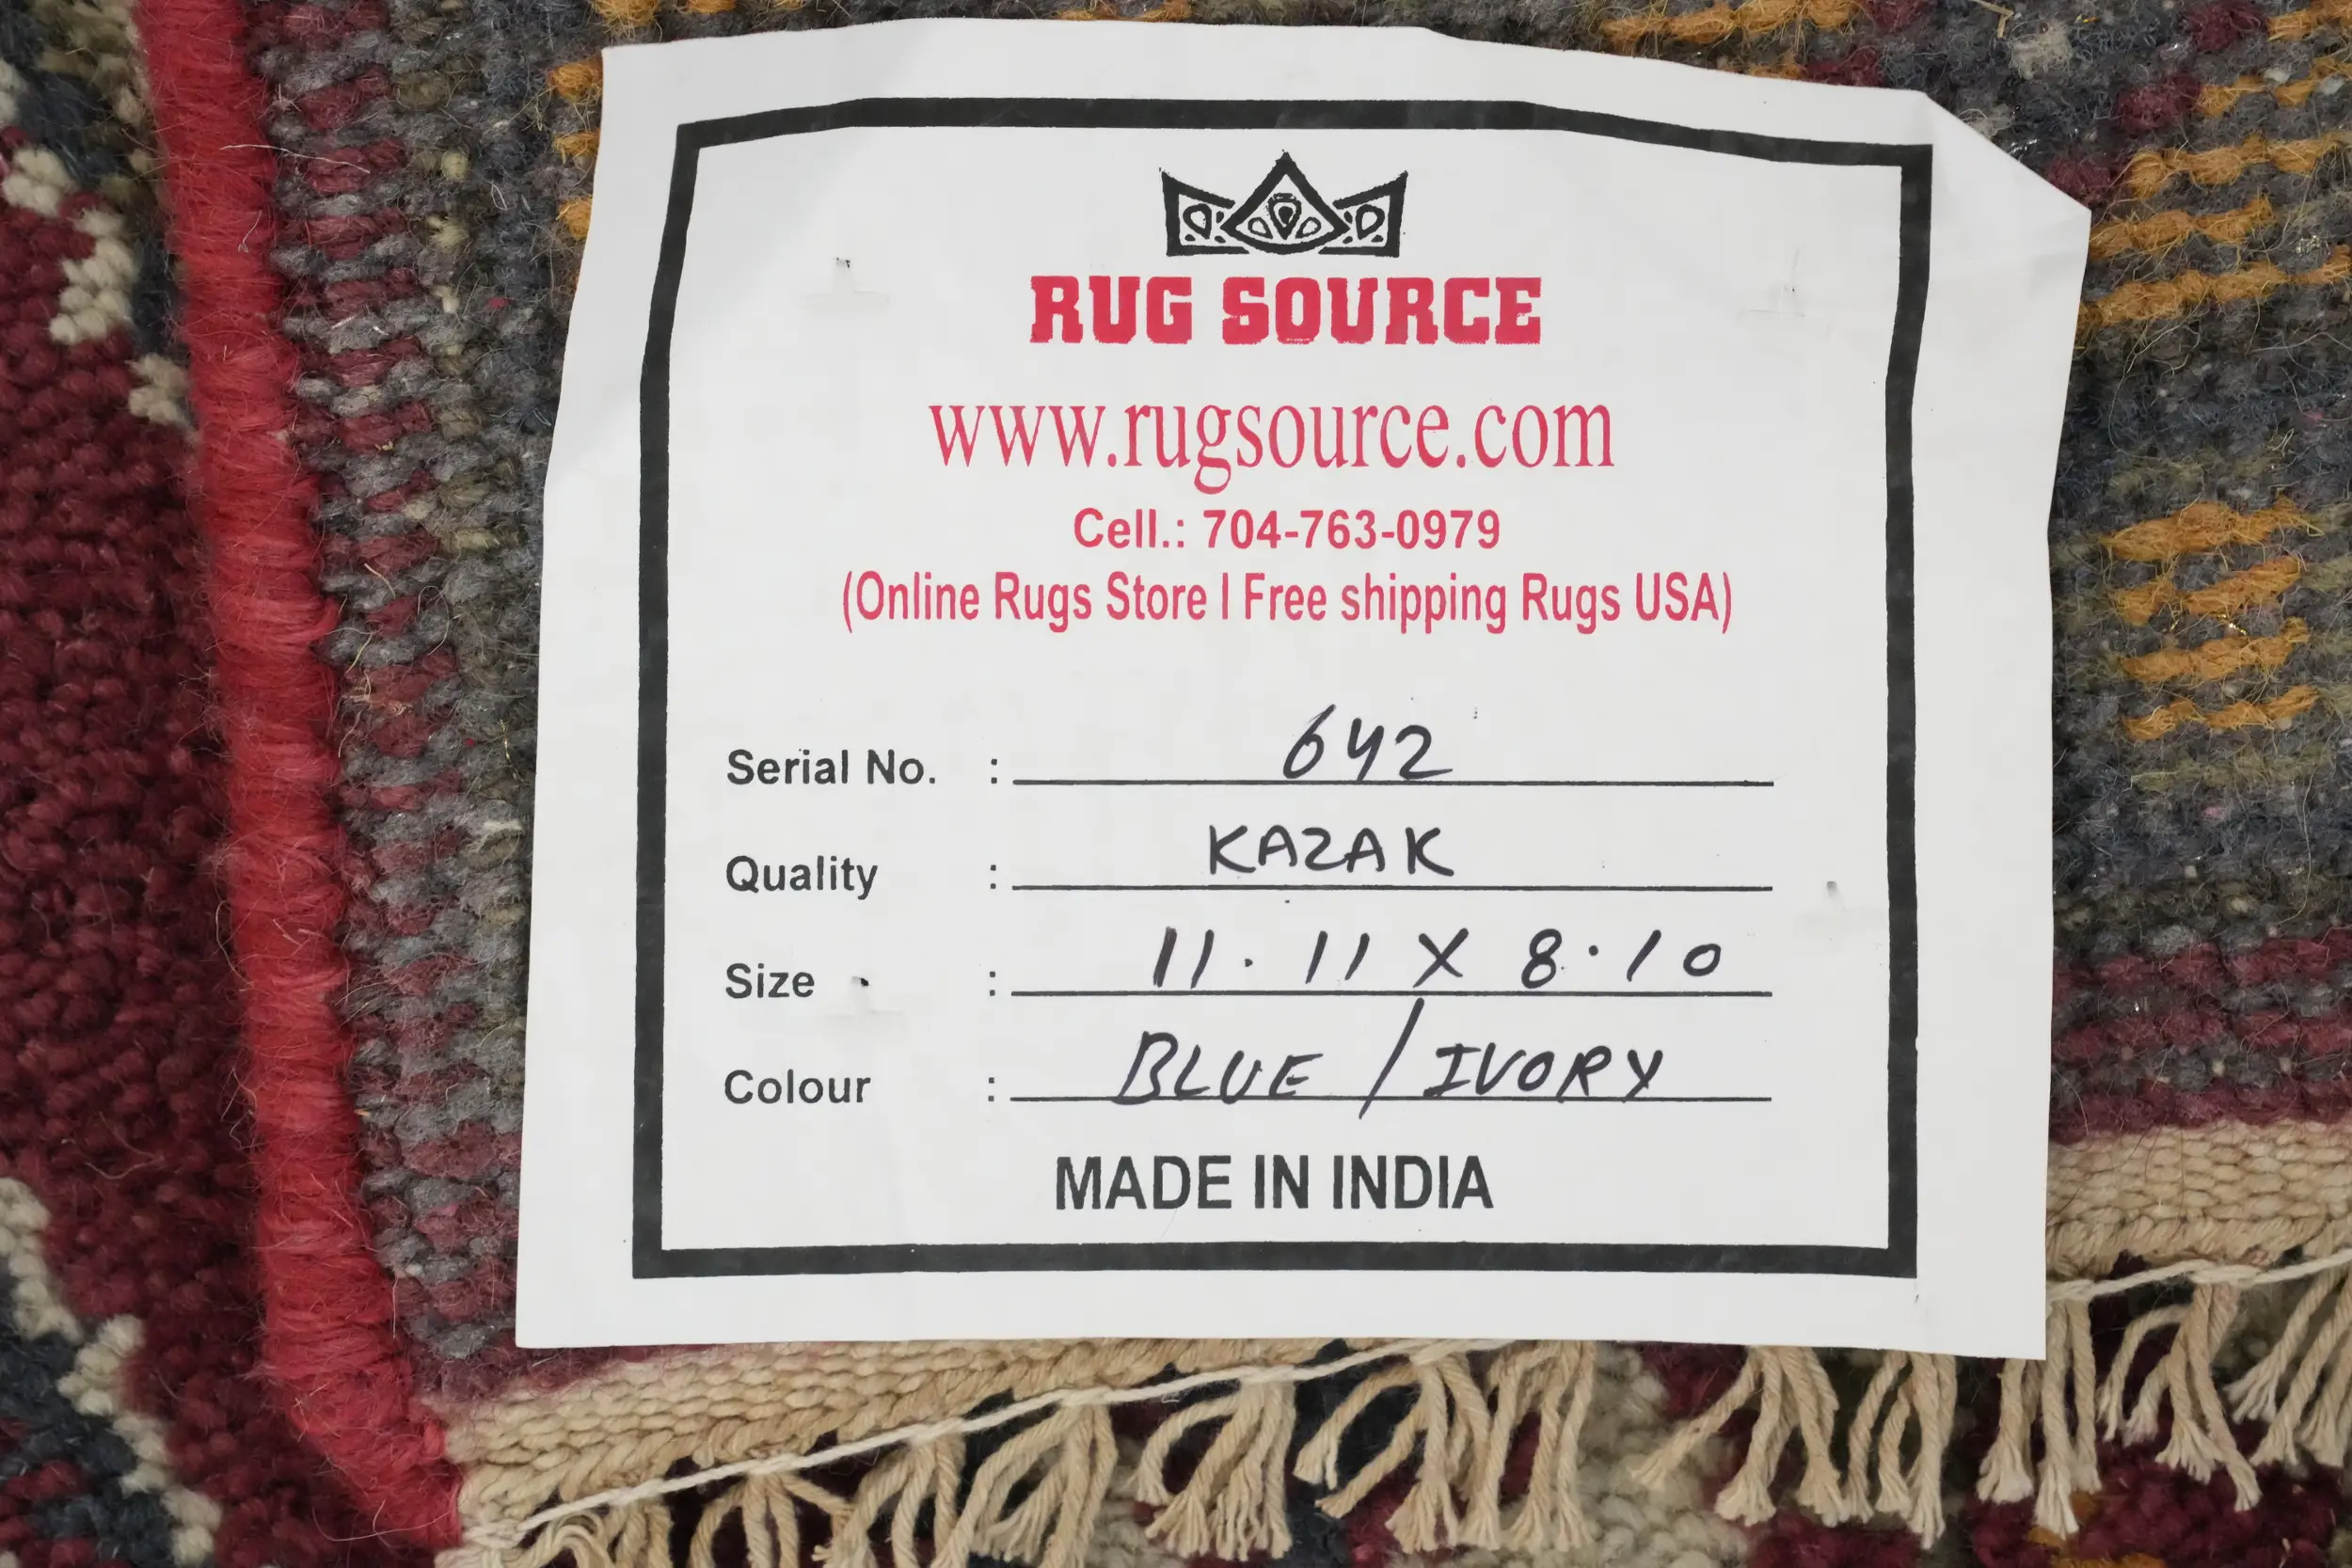 RUG SOURCE
www.rugsource.com
Cell.: 704-763-0979
(Online Rugs Store | Free shipping Rugs USA)
Serial No. : 642
Quality : KAZAK
Size : 11.11 X 8.10
Colour : BLUE / IVORY
MADE IN INDIA